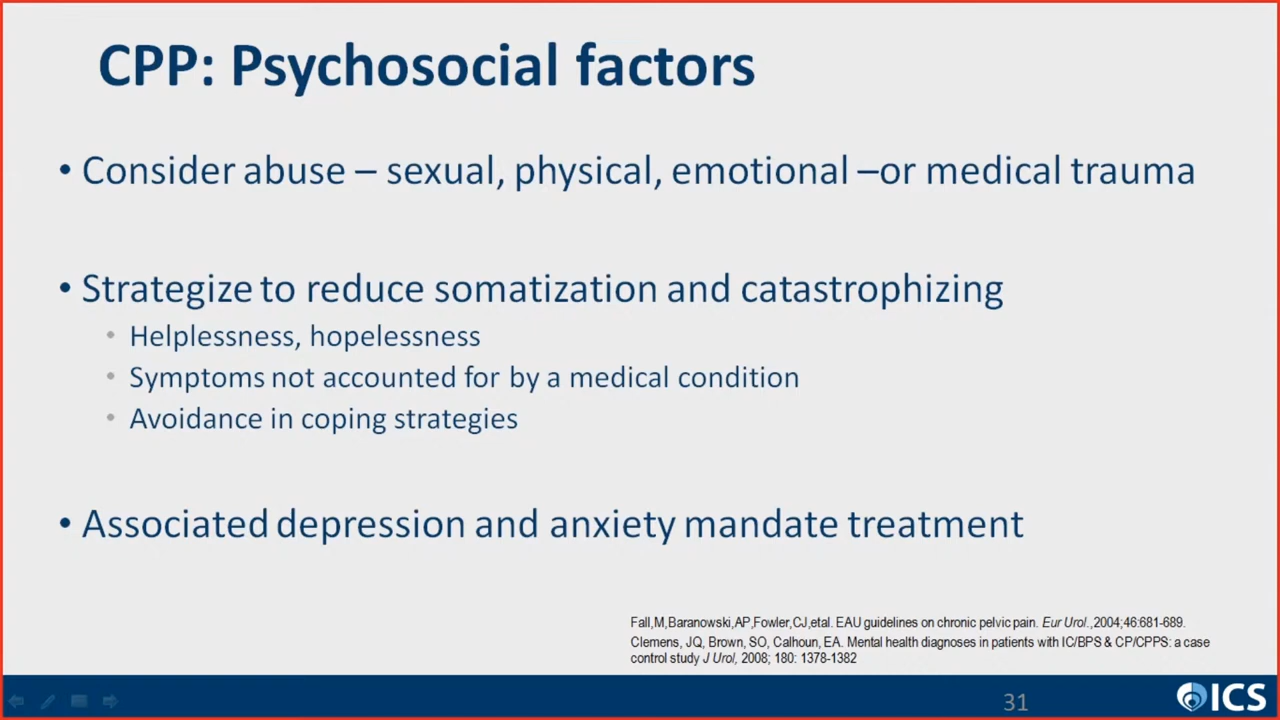 CPP: Psychosocial factors
• Consider abuse – sexual, physical, emotional –or medical trauma
• Strategize to reduce somatization and catastrophizing
• Helplessness, hopelessness
• Symptoms not accounted for by a medical condition
• Avoidance in coping strategies
• Associated depression and anxiety mandate treatment
Fall,M,Baranowski,AP,Fowler,CJ,etal. EAU guidelines on chronic pelvic pain. Eur Urol.,2004;46:681-689.
Clemens, JQ, Brown, SO, Calhoun, EA. Mental health diagnoses in patients with IC/BPS & CP/CPPS: a case
control study J Urol, 2008; 180: 1378-1382
31
ICS